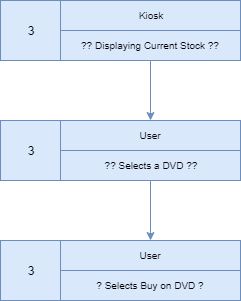 3
Kiosk
?? Displaying Current Stock ??
3
User
?? Selects a DVD ??
3
User
? Selects Buy on DVD ?